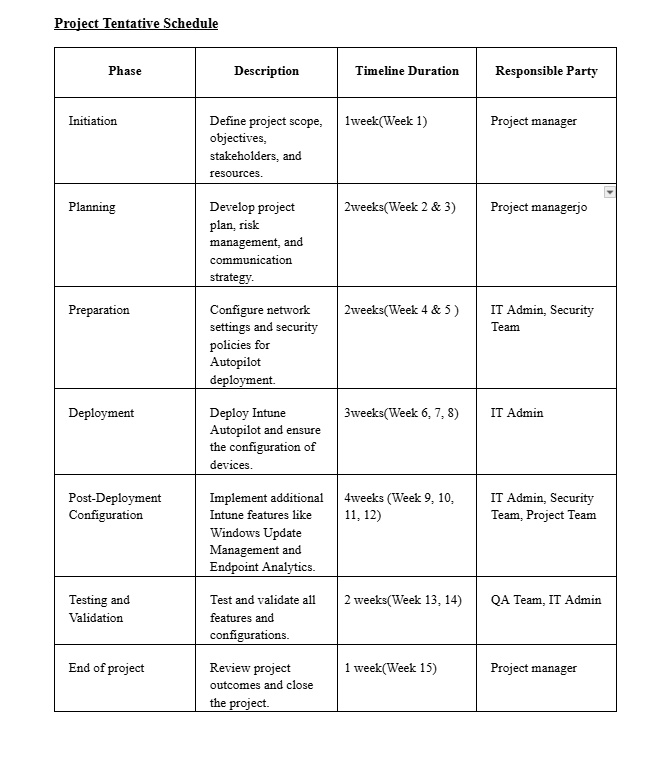 Project Tentative Schedule
Phase Description Timeline Duration Responsible Party
Initiation Define project scope, 1week(Week 1) Project manager
objectives,
stakeholders, and
resources.
Planning Develop project 2weeks(Week 2 & 3) Project managerjo
plan, risk
management, and
communication
strategy.
Preparation Configure network 2weeks(Week 4 & 5 ) IT Admin, Security
settings and security Team
policies for
Autopilot
deployment.
Deployment Deploy Intune 3weeks(Week 6, 7, 8) IT Admin
Autopilot and ensure
the configuration of
devices.
Post-Deployment Implement additional 4weeks (Week 9, 10, IT Admin, Security
Configuration Intune features like 11, 12) Team, Project Team
Windows Update
Management and
Endpoint Analytics.
Testing and Test and validate all 2 weeks(Week 13, 14) QA Team, IT Admin
Validation features and
configurations.
End of project Review project 1 week(Week 15) Project manager
outcomes and close
the project.